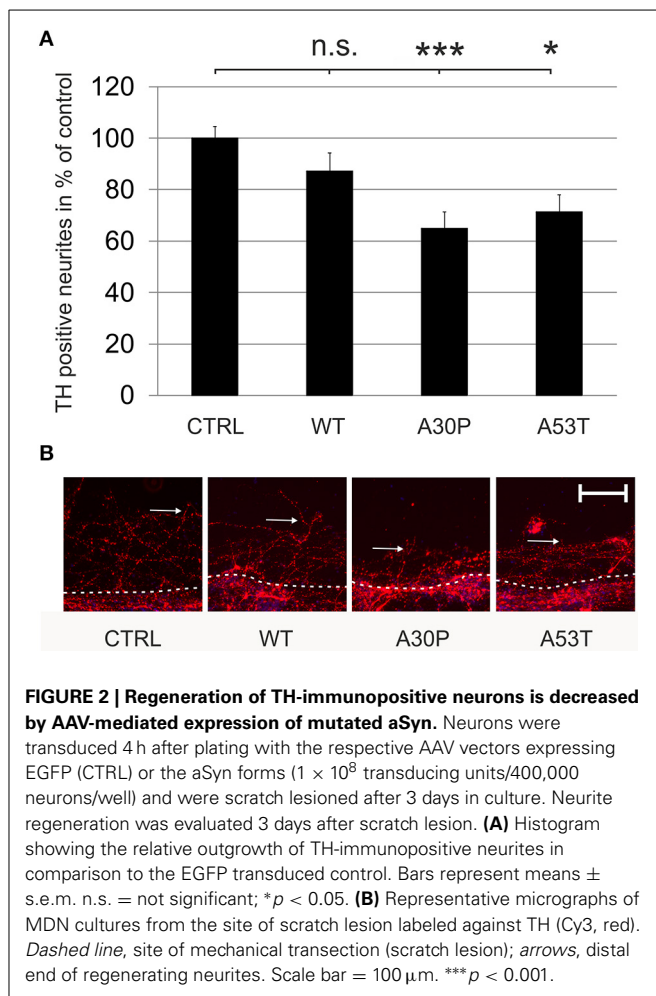 A
n.s. *** *
TH positive neurites in % of control
120
100
80
60
40
20
0
CTRL WT A30P A53T
B
CTRL WT A30P A53T
FIGURE 2 | Regeneration of TH-immunopositive neurons is decreased
by AAV-mediated expression of mutated aSyn. Neurons were
transduced 4 h after plating with the respective AAV vectors expressing
EGFP (CTRL) or the aSyn forms (1 × 10⁸ transducing units/400,000
neurons/well) and were scratch lesioned after 3 days in culture. Neurite
regeneration was evaluated 3 days after scratch lesion. (A) Histogram
showing the relative outgrowth of TH-immunopositive neurites in
comparison to the EGFP transduced control. Bars represent means ±
s.e.m. n.s. = not significant; *p < 0.05. (B) Representative micrographs of
MDN cultures from the site of scratch lesion labeled against TH (Cy3, red).
Dashed line, site of mechanical transection (scratch lesion); arrows, distal
end of regenerating neurites. Scale bar = 100 μm. ***p < 0.001.